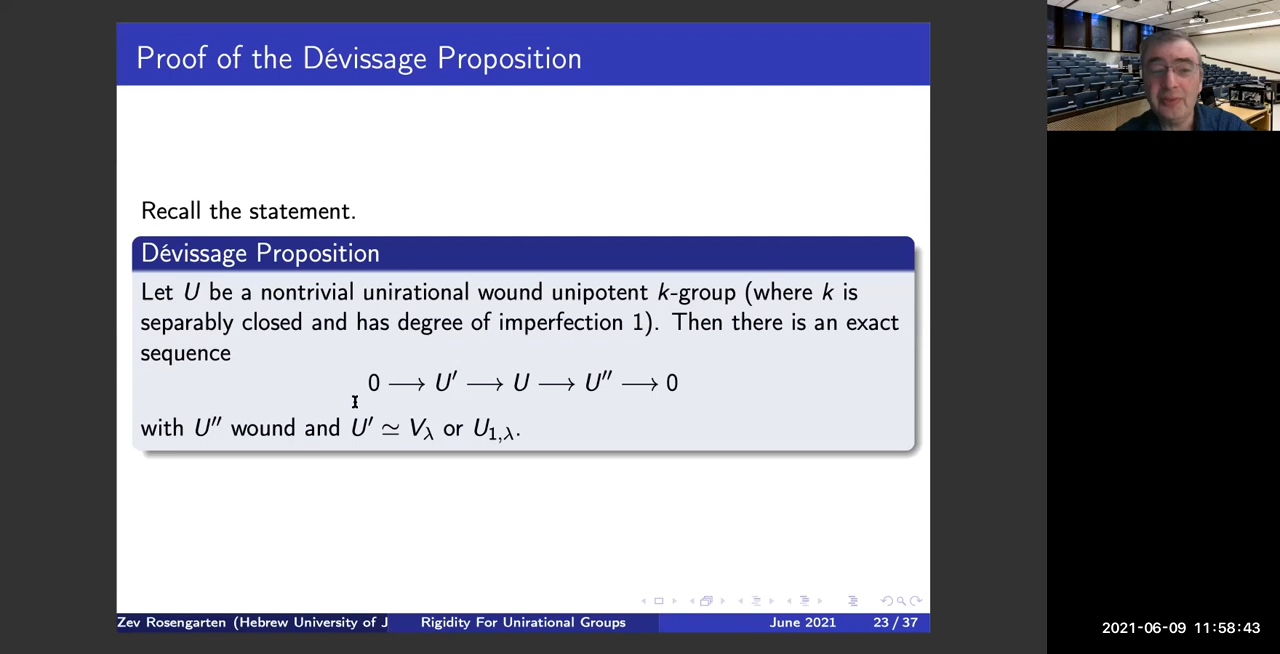 Proof of the Dévissage Proposition
Recall the statement.
Dévissage Proposition
Let U be a nontrivial unirational wound unipotent k-group (where k is
separably closed and has degree of imperfection 1). Then there is an exact
sequence
0 ⟶ U′ ⟶ U ⟶ U′′ ⟶ 0
with U′′ wound and U′ ≃ V_λ or U_{1,λ}.
Zev Rosengarten (Hebrew University of J
Rigidity For Unirational Groups
June 2021
23 / 37
2021-06-09 11:58:43